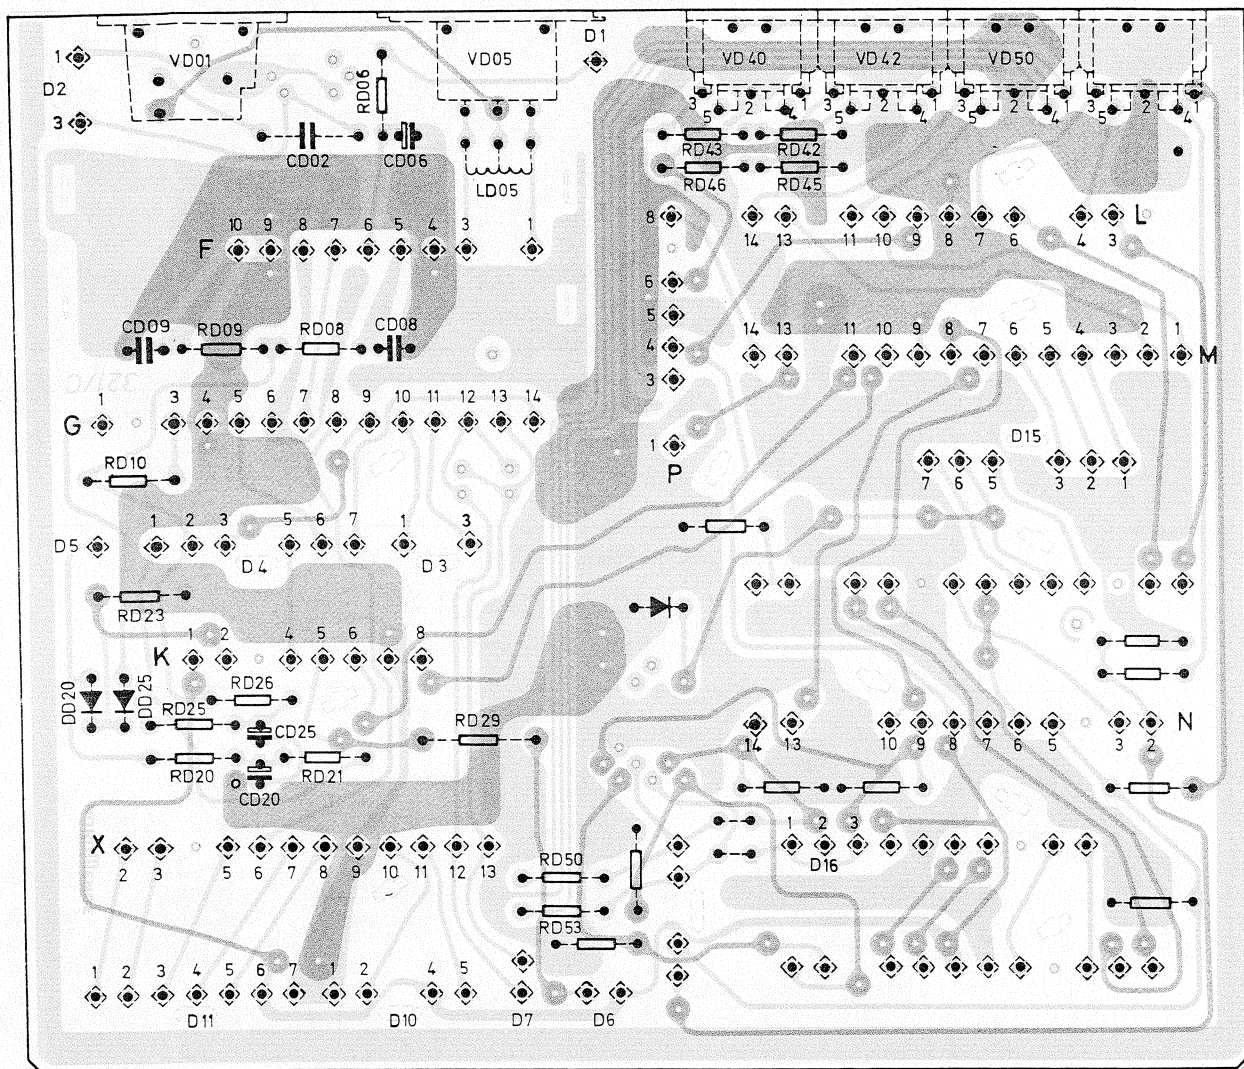 1 VD01 VD05 D1 VD40 VD42 VD50
D2 RD06
3
3 5 2 4 1 3 5 2 4 1 3 5 2 4 1 3 5 2 4 1
CD02 CD06 RD43 RD42
LD05 RD46 RD45
F 10 9 8 7 6 5 4 3 1
8 14 13 11 10 9 8 7 6 4 3 L
6
5
CD09 RD09 RD08 CD08
4
3
14 13 11 10 9 8 7 6 5 4 3 2 1 M
G 1 3 4 5 6 7 8 9 10 11 12 13 14
1
P
D15
7 6 5 3 2 1
RD10
D5 1 2 3 5 6 7 1 3
D4 D3
RD23
K 1 2 4 5 6 8
DD20 DD25
RD26
RD25 CD25 RD29
RD20 CD20 RD21
14 13 10 9 8 7 6 5 3 2 N
1 2 3
D16
X 2 3 5 6 7 8 9 10 11 12 13
RD50
RD53
1 2 3 4 5 6 7 1 2 4 5
D11 D10 D7 D6